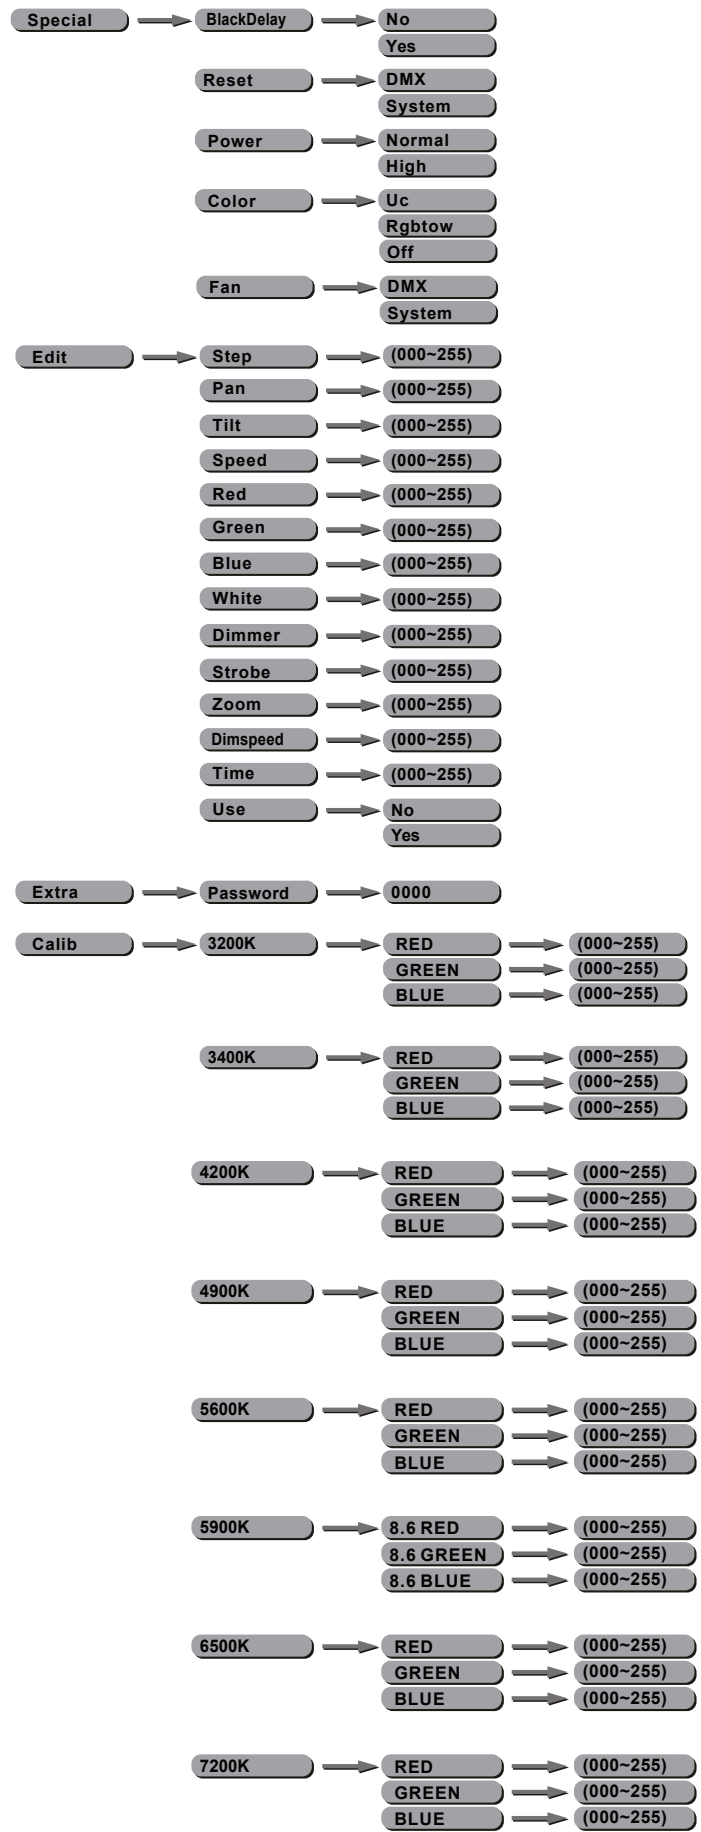 Special BlackDelay No
Yes
Reset DMX
System
Power Normal
High
Color Uc
Rgbtow
Off
Fan DMX
System
Edit Step (000~255)
Pan (000~255)
Tilt (000~255)
Speed (000~255)
Red (000~255)
Green (000~255)
Blue (000~255)
White (000~255)
Dimmer (000~255)
Strobe (000~255)
Zoom (000~255)
Dimspeed (000~255)
Time (000~255)
Use No
Yes
Extra Password 0000
Calib 3200K RED (000~255)
GREEN (000~255)
BLUE (000~255)
3400K RED (000~255)
GREEN (000~255)
BLUE (000~255)
4200K RED (000~255)
GREEN (000~255)
BLUE (000~255)
4900K RED (000~255)
GREEN (000~255)
BLUE (000~255)
5600K RED (000~255)
GREEN (000~255)
BLUE (000~255)
5900K 8.6 RED (000~255)
8.6 GREEN (000~255)
8.6 BLUE (000~255)
6500K RED (000~255)
GREEN (000~255)
BLUE (000~255)
7200K RED (000~255)
GREEN (000~255)
BLUE (000~255)